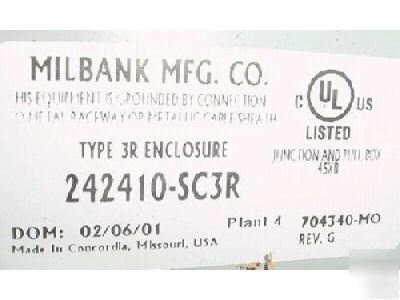 MILBANK MFG. CO.
HIS EQUIPMENT IS GROUNDED BY CONNECTION
O METAL RACEWAY OR METALLIC CABLE SHEATH
TYPE 3R ENCLOSURE
242410-SC3R
C UL US
LISTED
JUNCTION AND PULL BOX
45X8
DOM: 02/06/01
Plant 4
704340-MO
Made In Concordia, Missouri, USA
REV. G